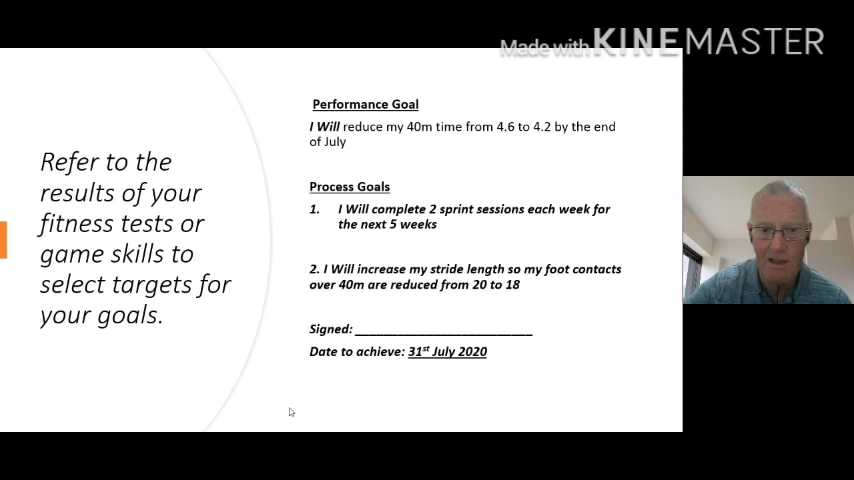 Made with KINEMASTER
Refer to the
results of your
fitness tests or
game skills to
select targets for
your goals.
Performance Goal
I Will reduce my 40m time from 4.6 to 4.2 by the end
of July
Process Goals
1. I Will complete 2 sprint sessions each week for
the next 5 weeks
2. I Will increase my stride length so my foot contacts
over 40m are reduced from 20 to 18
Signed: ___________________________
Date to achieve: 31st July 2020